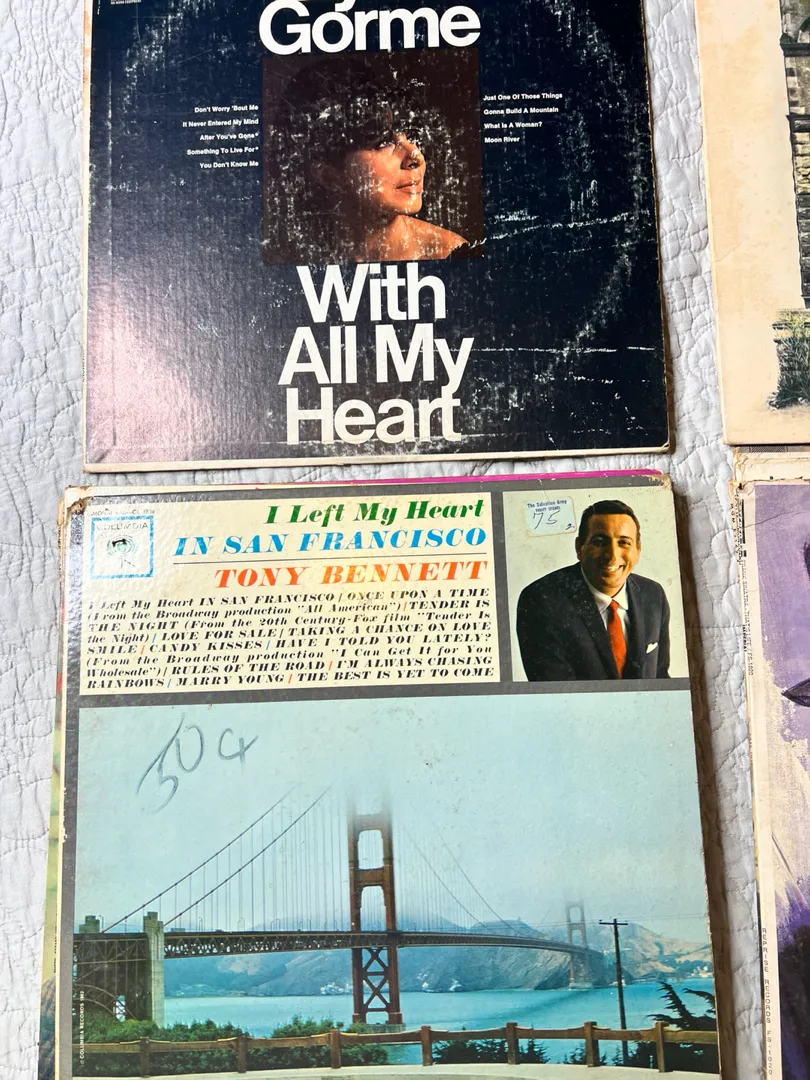 Gorme
Don't Worry 'Bout Me
It Never Entered My Mind
After You've Gone*
Something To Live For*
You Don't Know Me
Just One Of Those Things
Gonna Build A Mountain
What Is A Woman?
Moon River
With
All My
Heart
COLUMBIA
I Left My Heart
IN SAN FRANCISCO
TONY BENNETT
I Left My Heart IN SAN FRANCISCO | ONCE UPON A TIME
(From the Broadway production "All American") | TENDER IS
THE NIGHT (From the 20th Century-Fox film "Tender Is
the Night) | LOVE FOR SALE | TAKING A CHANCE ON LOVE
SMILE | CANDY KISSES | HAVE I TOLD YOU LATELY?
(From the Broadway production "I Can Get It for You
Wholesale") | RULES OF THE ROAD | I'M ALWAYS CHASING
RAINBOWS | MARRY YOUNG | THE BEST IS YET TO COME
The Salvation Army
75
50¢
© COLUMBIA RECORDS 1962
REPRISE RECORDS